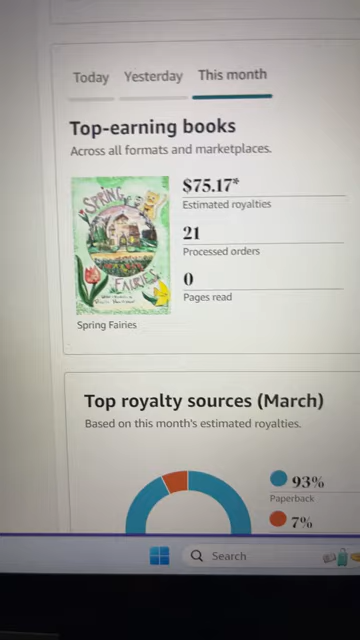 Today Yesterday This month
Top-earning books
Across all formats and marketplaces.
SPRING
FAIRIES
$75.17*
Estimated royalties
21
Processed orders
0
Pages read
Spring Fairies
Top royalty sources (March)
Based on this month's estimated royalties.
93%
Paperback
7%
Search